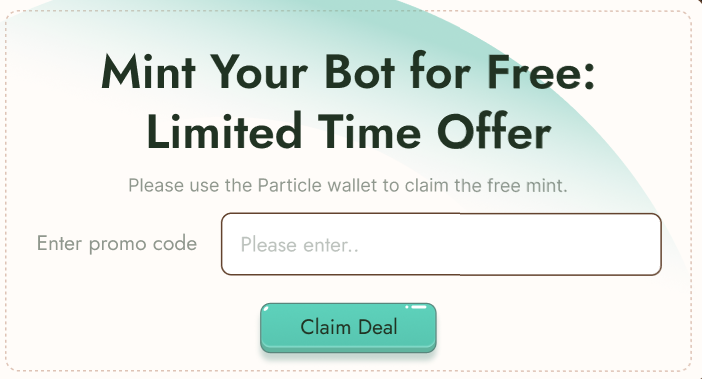 Mint Your Bot for Free:
Limited Time Offer
Please use the Particle wallet to claim the free mint.
Enter promo code
Please enter..
Claim Deal